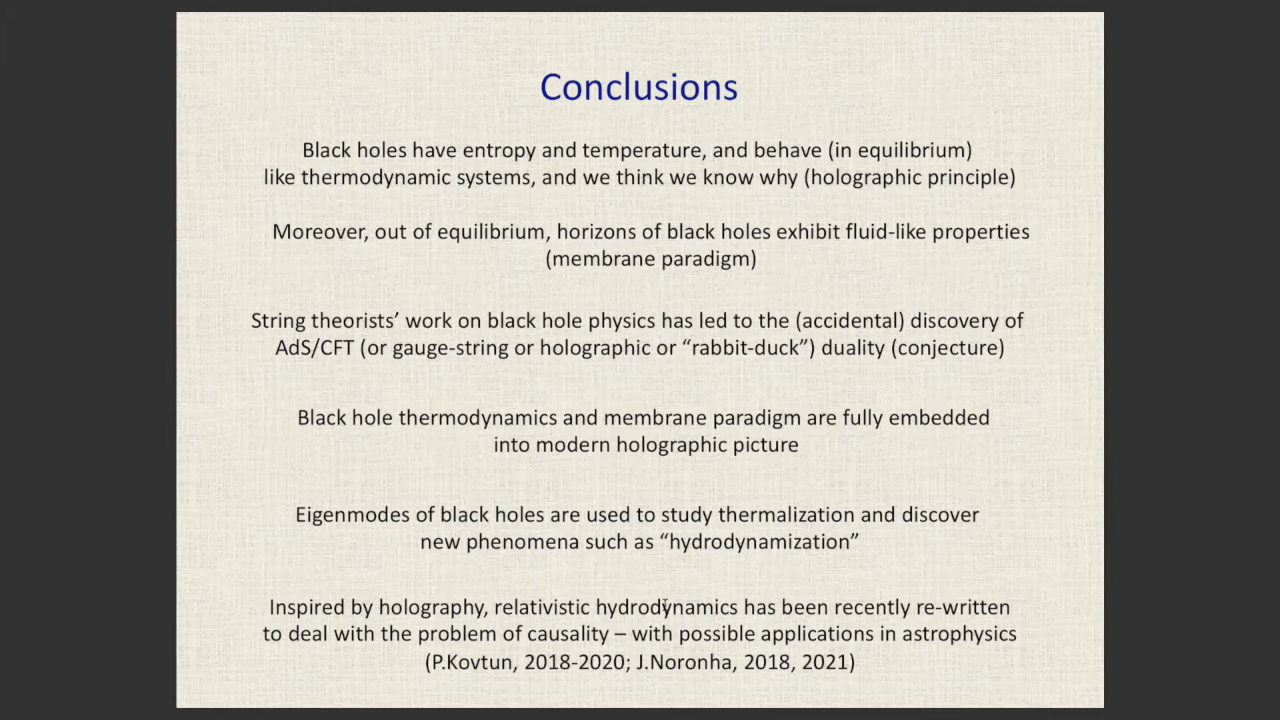 Conclusions
Black holes have entropy and temperature, and behave (in equilibrium)
like thermodynamic systems, and we think we know why (holographic principle)
Moreover, out of equilibrium, horizons of black holes exhibit fluid-like properties
(membrane paradigm)
String theorists’ work on black hole physics has led to the (accidental) discovery of
AdS/CFT (or gauge-string or holographic or “rabbit-duck”) duality (conjecture)
Black hole thermodynamics and membrane paradigm are fully embedded
into modern holographic picture
Eigenmodes of black holes are used to study thermalization and discover
new phenomena such as “hydrodynamization”
Inspired by holography, relativistic hydrodynamics has been recently re-written
to deal with the problem of causality – with possible applications in astrophysics
(P.Kovtun, 2018-2020; J.Noronha, 2018, 2021)